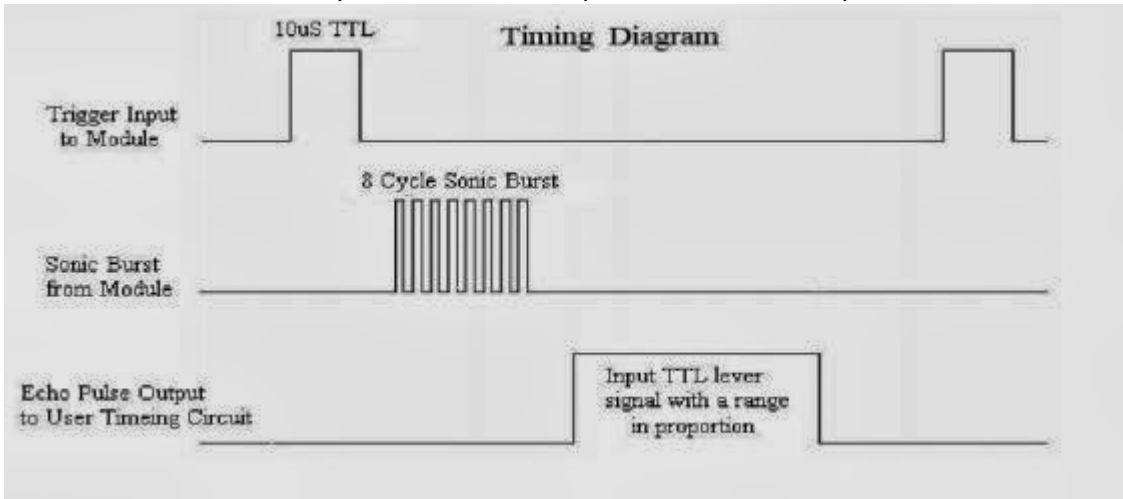 10uS TTL
Timing Diagram
Trigger Input
to Module
8 Cycle Sonic Burst
Sonic Burst
from Module
Echo Pulse Output
to User Timeing Circuit
Input TTL lever
signal with a range
in proportion